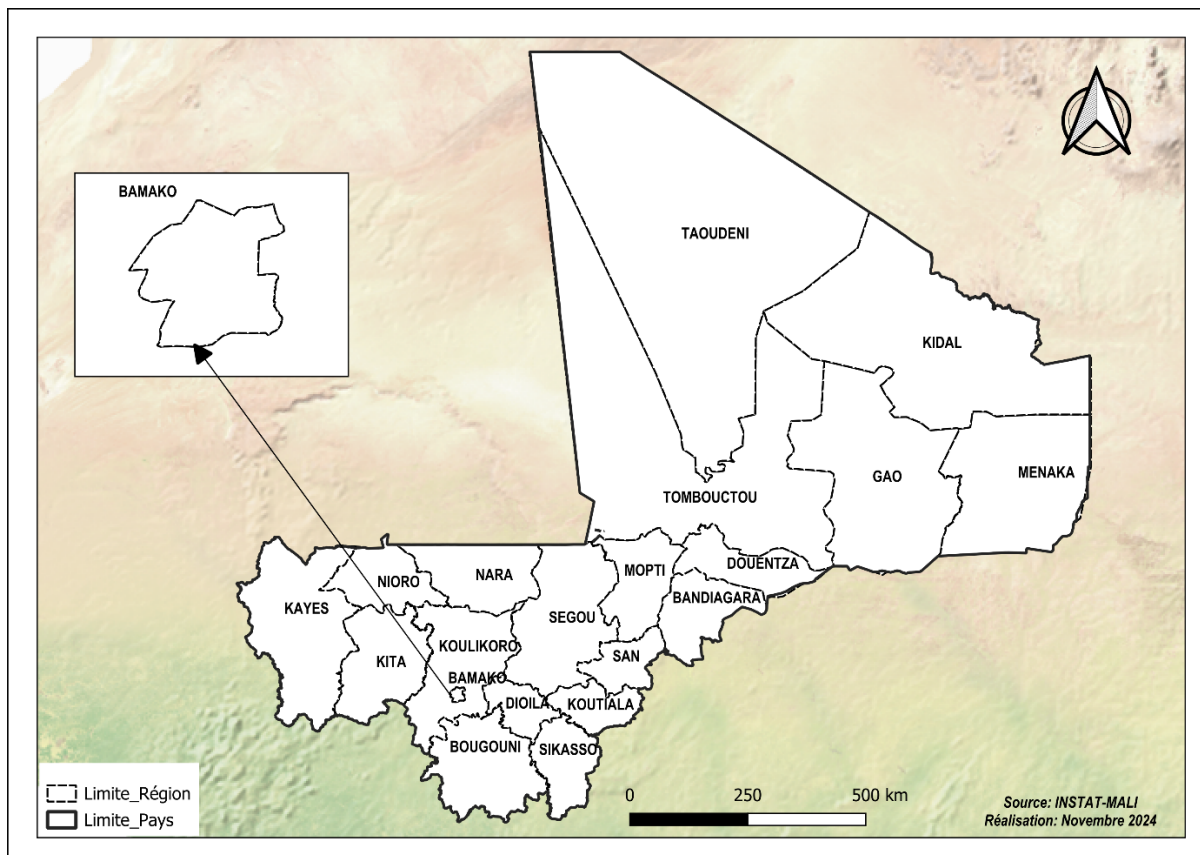 BAMAKO
TAOUDENI
KIDAL
TOMBOUCTOU
GAO
MENAKA
KAYES
NIORO
NARA
MOPTI
DOUENTZA
BANDIAGARA
SEGOU
KOULIKORO
KITA
SAN
BAMAKO
DIOILA
KOUTIALA
BOUGOUNI
SIKASSO
Limite_Région
Limite_Pays
0 250 500 km
Source: INSTAT-MALI
Réalisation: Novembre 2024